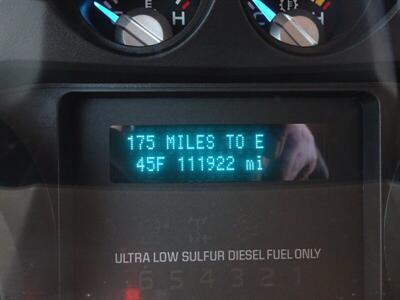 E H
175 MILES TO E
45F 111922 mi
ULTRA LOW SULFUR DIESEL FUEL ONLY
6 5 4 3 2 1